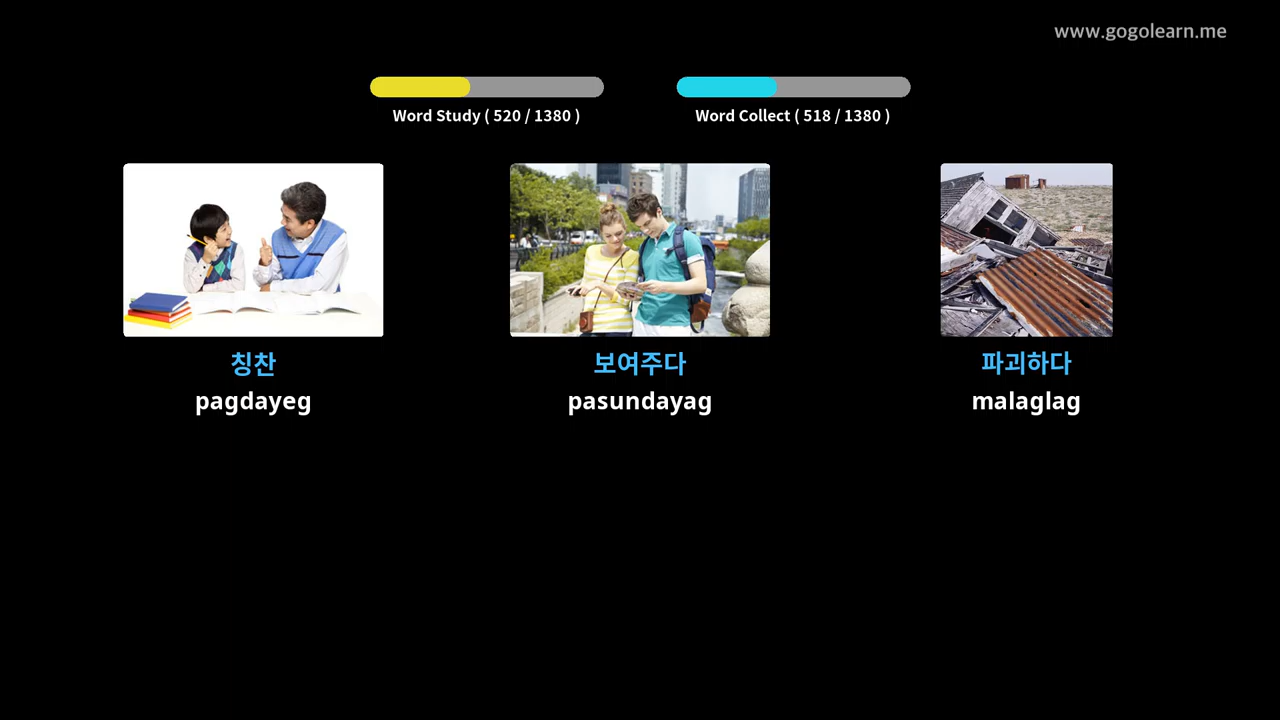 www.gogolearn.me
Word Study ( 520 / 1380 )
Word Collect ( 518 / 1380 )
칭찬
pagdayeg
보여주다
pasundayag
파괴하다
malaglag